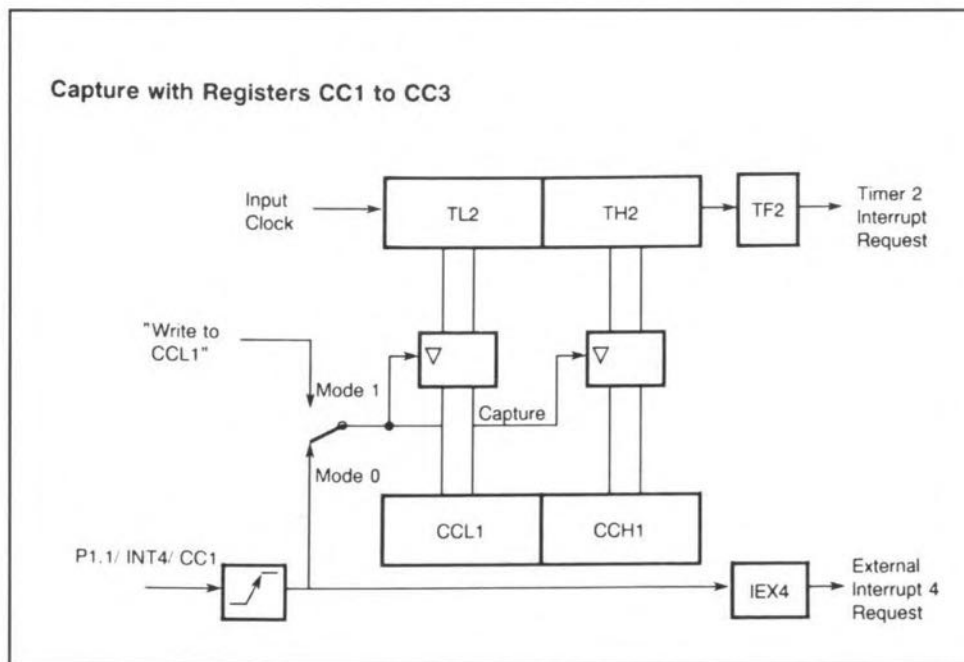 Capture with Registers CC1 to CC3
Input
Clock
TL2
TH2
TF2
Timer 2
Interrupt
Request
"Write to
CCL1"
Mode 1
Capture
Mode 0
CCL1
CCH1
P1.1/ INT4/ CC1
IEX4
External
Interrupt 4
Request